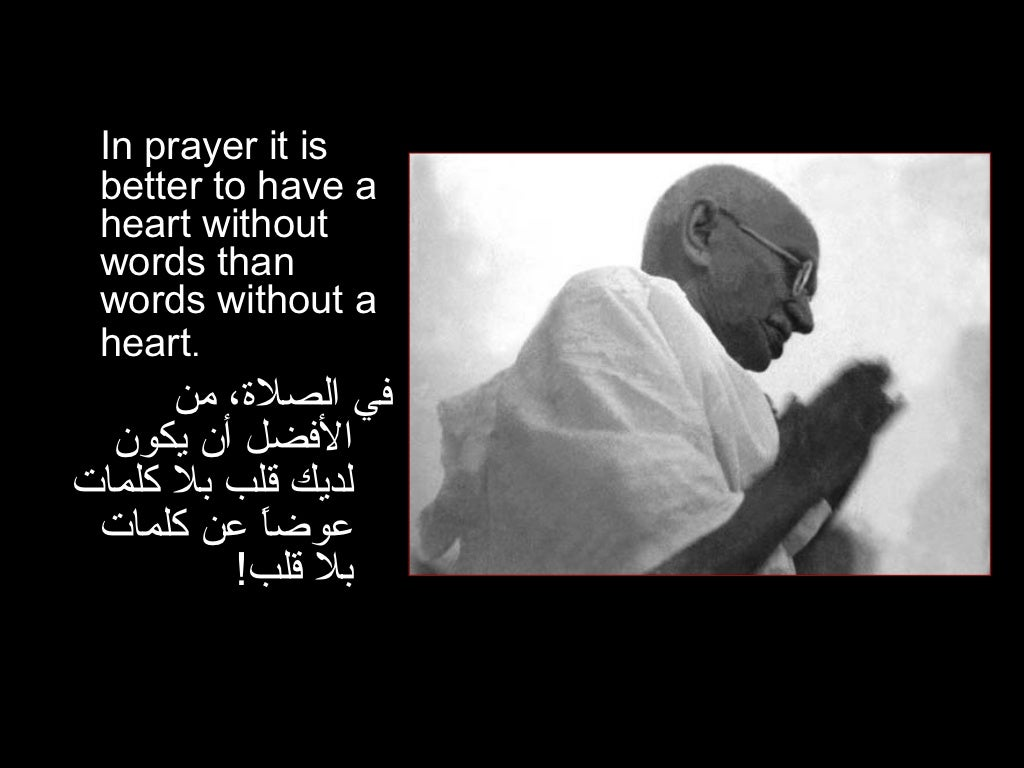 In prayer it is
better to have a
heart without
words than
words without a
heart.
في الصلاة، من
الأفضل أن يكون
لديك قلب بلا كلمات
عوضاً عن كلمات
بلا قلب!